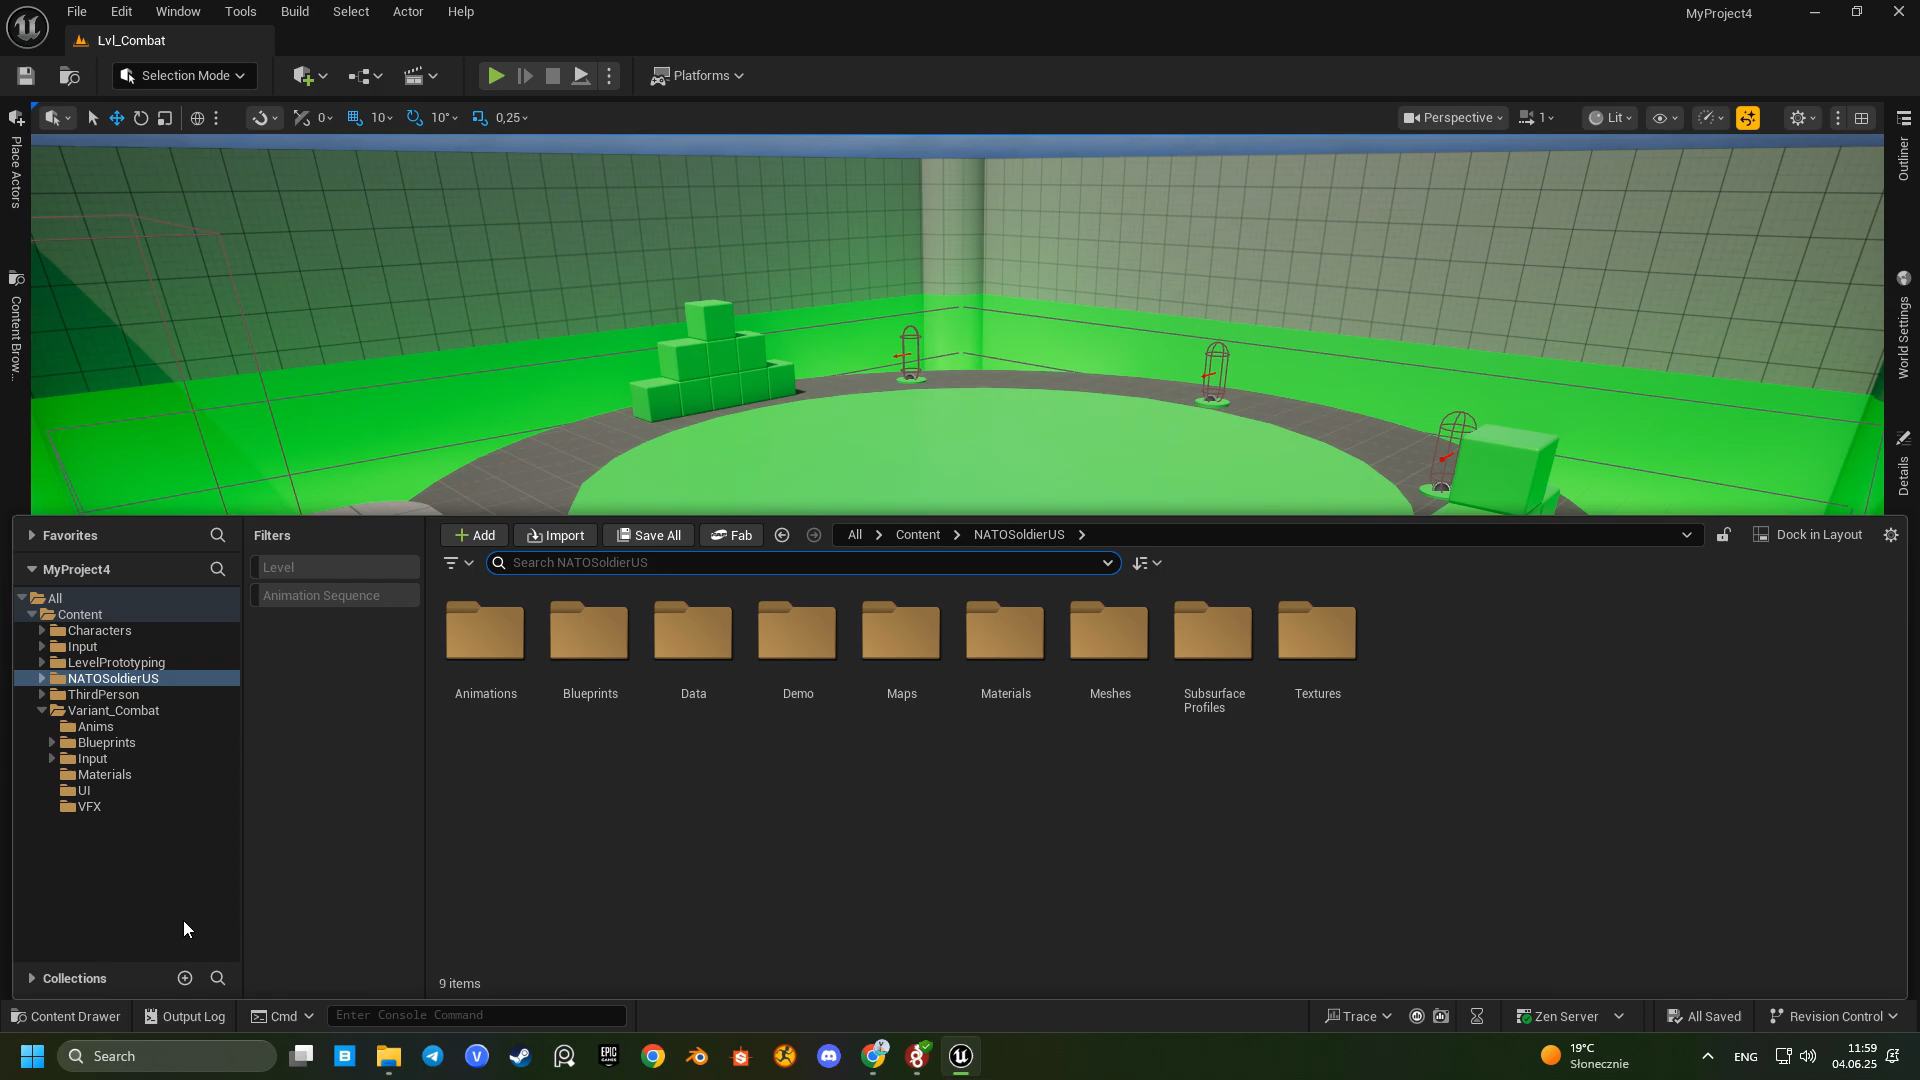 File Edit Window Tools Build Select Actor Help
MyProject4
Lvl_Combat
Selection Mode
Platforms
0 10 10° 0,25
Perspective 1 Lit
Place Actors
Content Brow...
Outliner
World Settings
Details
Favorites
MyProject4
All
Content
Characters
Input
LevelPrototyping
NATOSoldierUS
ThirdPerson
Variant_Combat
Anims
Blueprints
Input
Materials
UI
VFX
Collections
Filters
Level
Animation Sequence
Add Import Save All Fab All Content NATOSoldierUS Dock in Layout
Search NATOSoldierUS
Animations Blueprints Data Demo Maps Materials Meshes Subsurface Profiles Textures
9 items
Content Drawer Output Log Cmd Enter Console Command Trace Zen Server All Saved Revision Control
Search
EPIC GAMES
19°C
Słonecznie
ENG
11:59
04.06.25